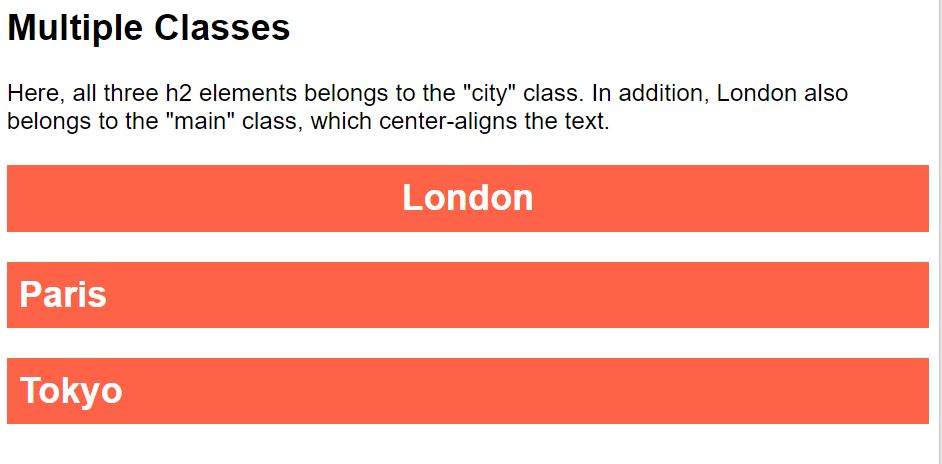 Multiple Classes
Here, all three h2 elements belongs to the "city" class. In addition, London also
belongs to the "main" class, which center-aligns the text.
London
Paris
Tokyo